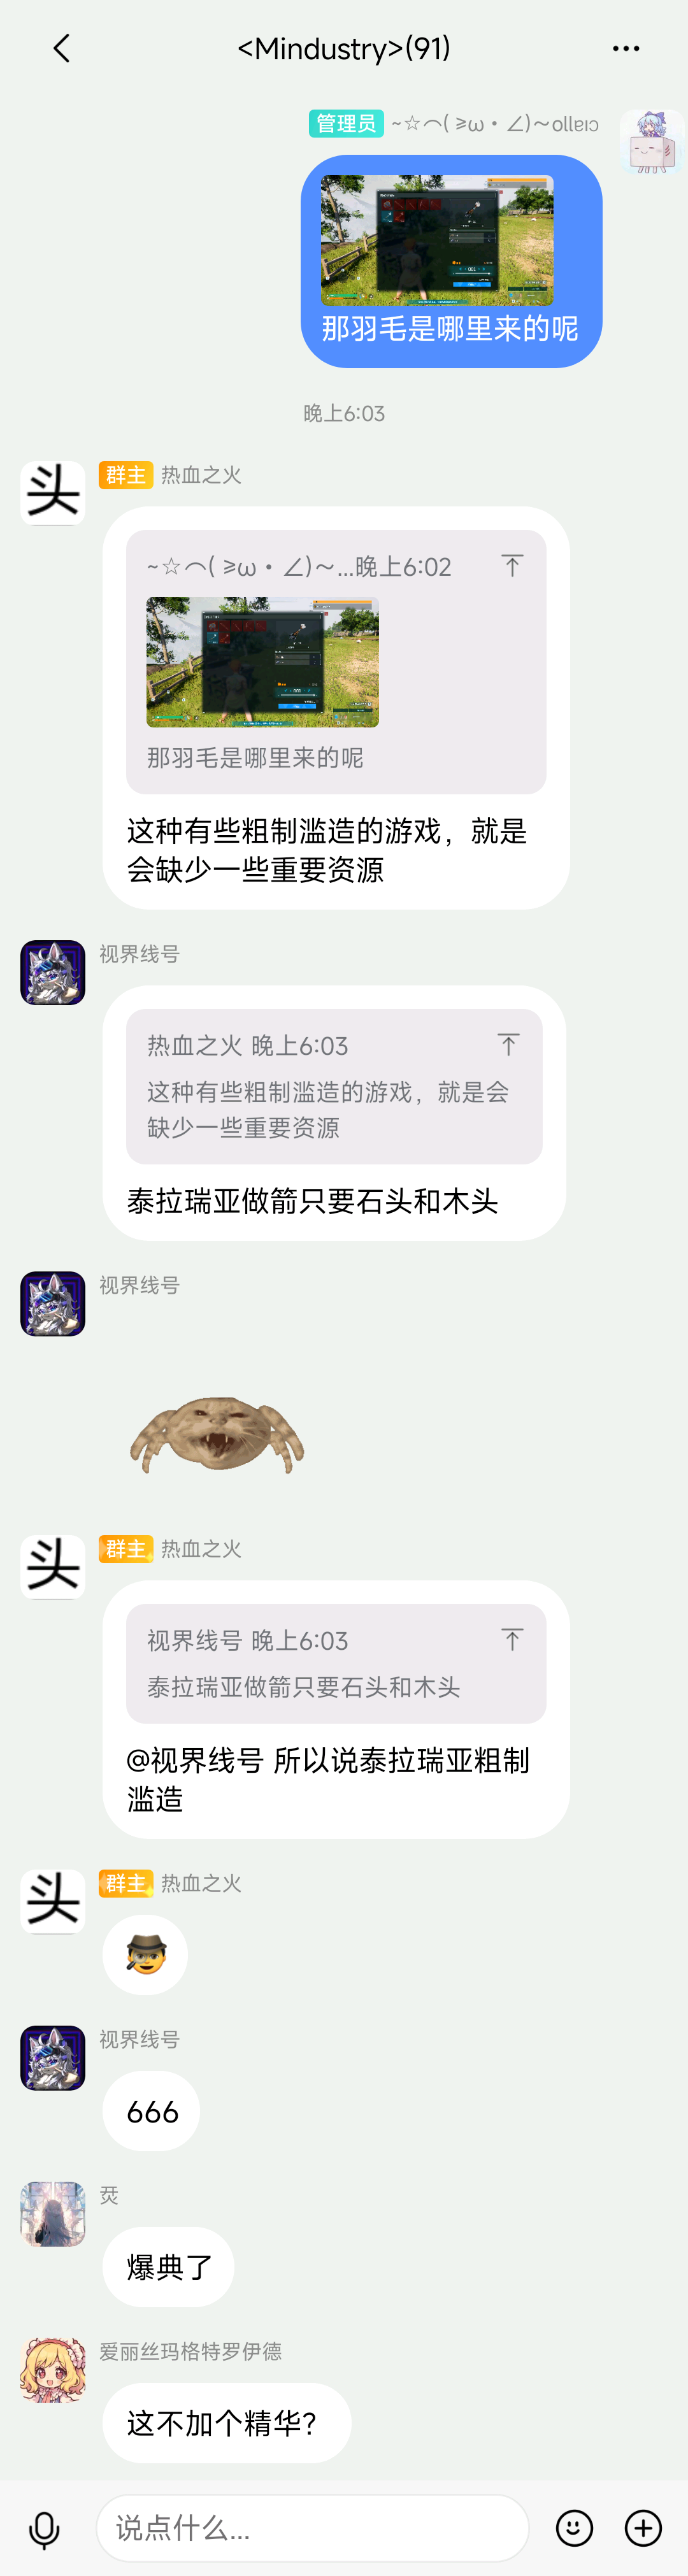 <Mindustry>(91)
管理员 ~☆⌒( ≥ω・∠)～ollɐıɔ
那羽毛是哪里来的呢
晚上6:03
头
群主 热血之火
~☆⌒( ≥ω・∠)～...晚上6:02
那羽毛是哪里来的呢
这种有些粗制滥造的游戏，就是
会缺少一些重要资源
视界线号
热血之火 晚上6:03
这种有些粗制滥造的游戏，就是会
缺少一些重要资源
泰拉瑞亚做箭只要石头和木头
视界线号
头
群主 热血之火
视界线号 晚上6:03
泰拉瑞亚做箭只要石头和木头
@视界线号 所以说泰拉瑞亚粗制
滥造
头
群主 热血之火
视界线号
666
烎
爆典了
爱丽丝玛格特罗伊德
这不加个精华？
说点什么...